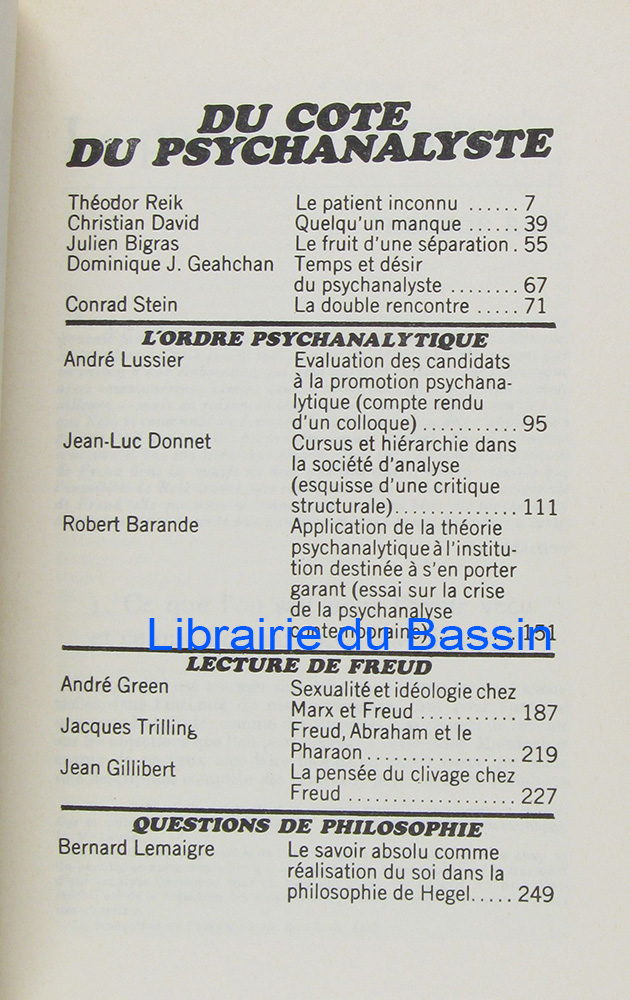 DU COTE
DU PSYCHANALYSTE
Théodor Reik Le patient inconnu ...... 7
Christian David Quelqu'un manque ...... 39
Julien Bigras Le fruit d'une séparation . 55
Dominique J. Geahchan Temps et désir
du psychanalyste ........ 67
Conrad Stein La double rencontre ..... 71
L'ORDRE PSYCHANALYTIQUE
André Lussier Evaluation des candidats
à la promotion psychana-
lytique (compte rendu
d'un colloque) ........... 95
Jean-Luc Donnet Cursus et hiérarchie dans
la société d'analyse
(esquisse d'une critique
structurale).............. 111
Robert Barande Application de la théorie
psychanalytique à l'institu-
tion destinée à s'en porter
garant (essai sur la crise
de la psychanalyse
contemporaine) ......... 151
Librairie du Bassin
LECTURE DE FREUD
André Green Sexualité et idéologie chez
Marx et Freud ........... 187
Jacques Trilling Freud, Abraham et le
Pharaon.................. 219
Jean Gillibert La pensée du clivage chez
Freud .................... 227
QUESTIONS DE PHILOSOPHIE
Bernard Lemaigre Le savoir absolu comme
réalisation du soi dans la
philosophie de Hegel..... 249